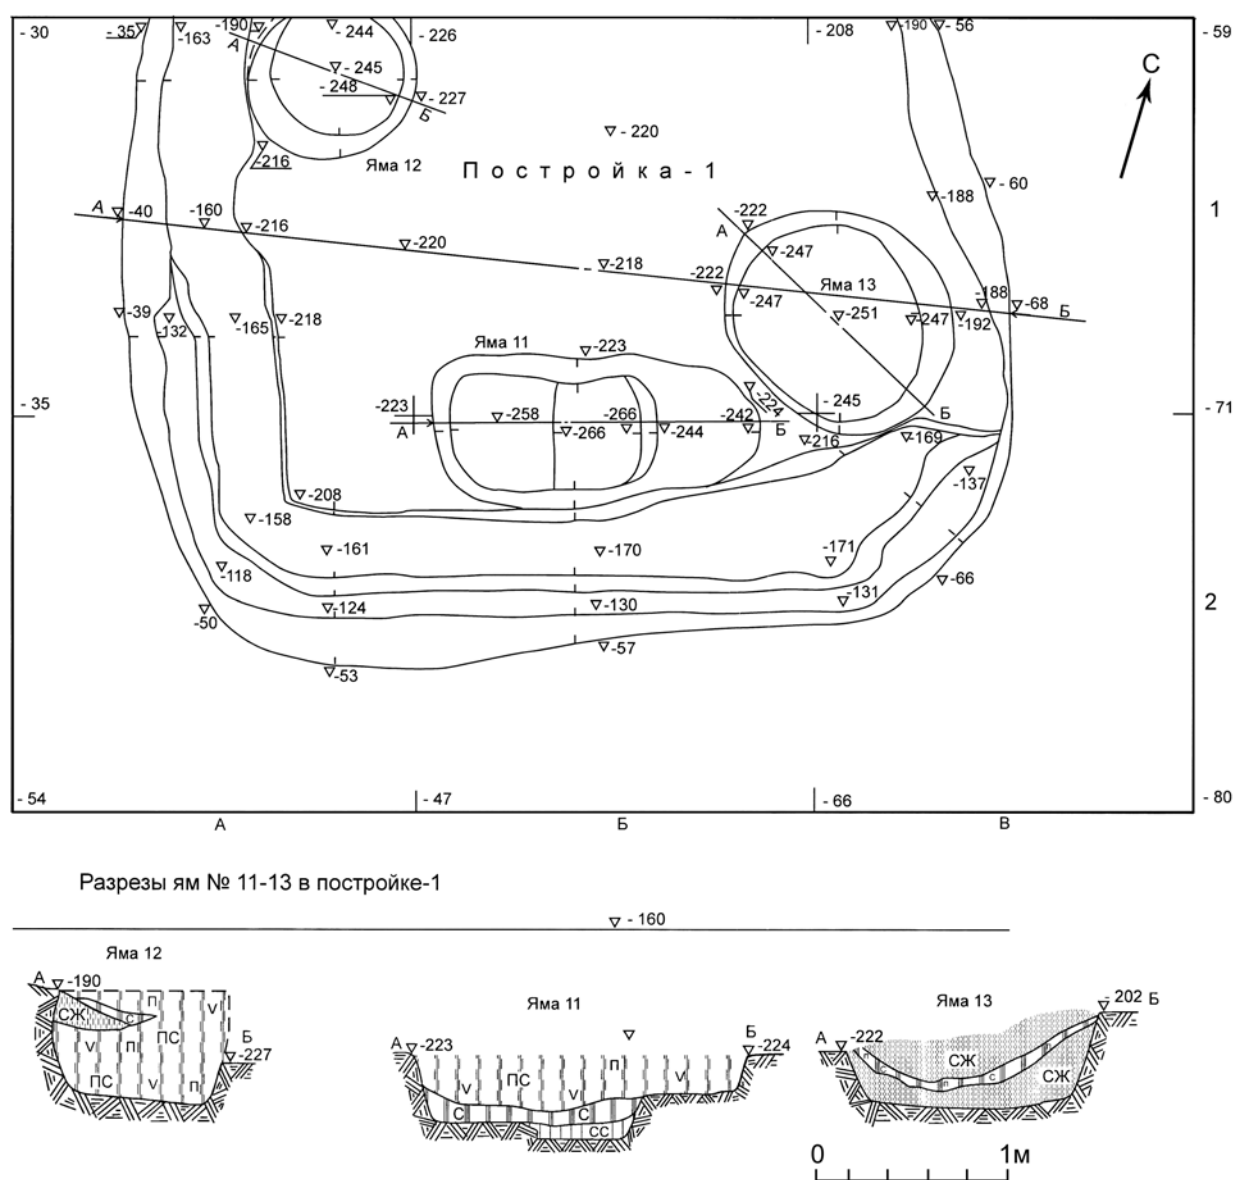 - 30
- 35
-163
-190
- 244
- 226
- 208
-190
- 56
- 59
А
- 245
- 248
- 227
Б
С
- 220
-216
Яма 12
Постройка-1
- 60
-188
1
А
-40
-160
-216
-220
-218
-222
А
-247
-222
-247
Яма 13
-188
-68
Б
-39
-132
-165
-218
-251
-247
-192
Яма 11
-223
-224
-35
-223
А
-258
-266
-266
-244
-242
Б
- 245
Б
-216
-169
-71
-137
-208
-158
-161
-170
-171
-118
-66
-50
-124
-130
-131
2
-53
-57
- 54
- 47
- 66
- 80
А
Б
В
Разрезы ям № 11-13 в постройке-1
- 160
Яма 12
Яма 11
Яма 13
А
-190
П
V
СЖ
С
ПС
V
П
Б
-227
ПС
V
П
А
-223
П
Б
-224
ПС
V
V
V
С
С
СС
А
-222
- 202
Б
П
С
СЖ
П
С
СЖ
0
1м